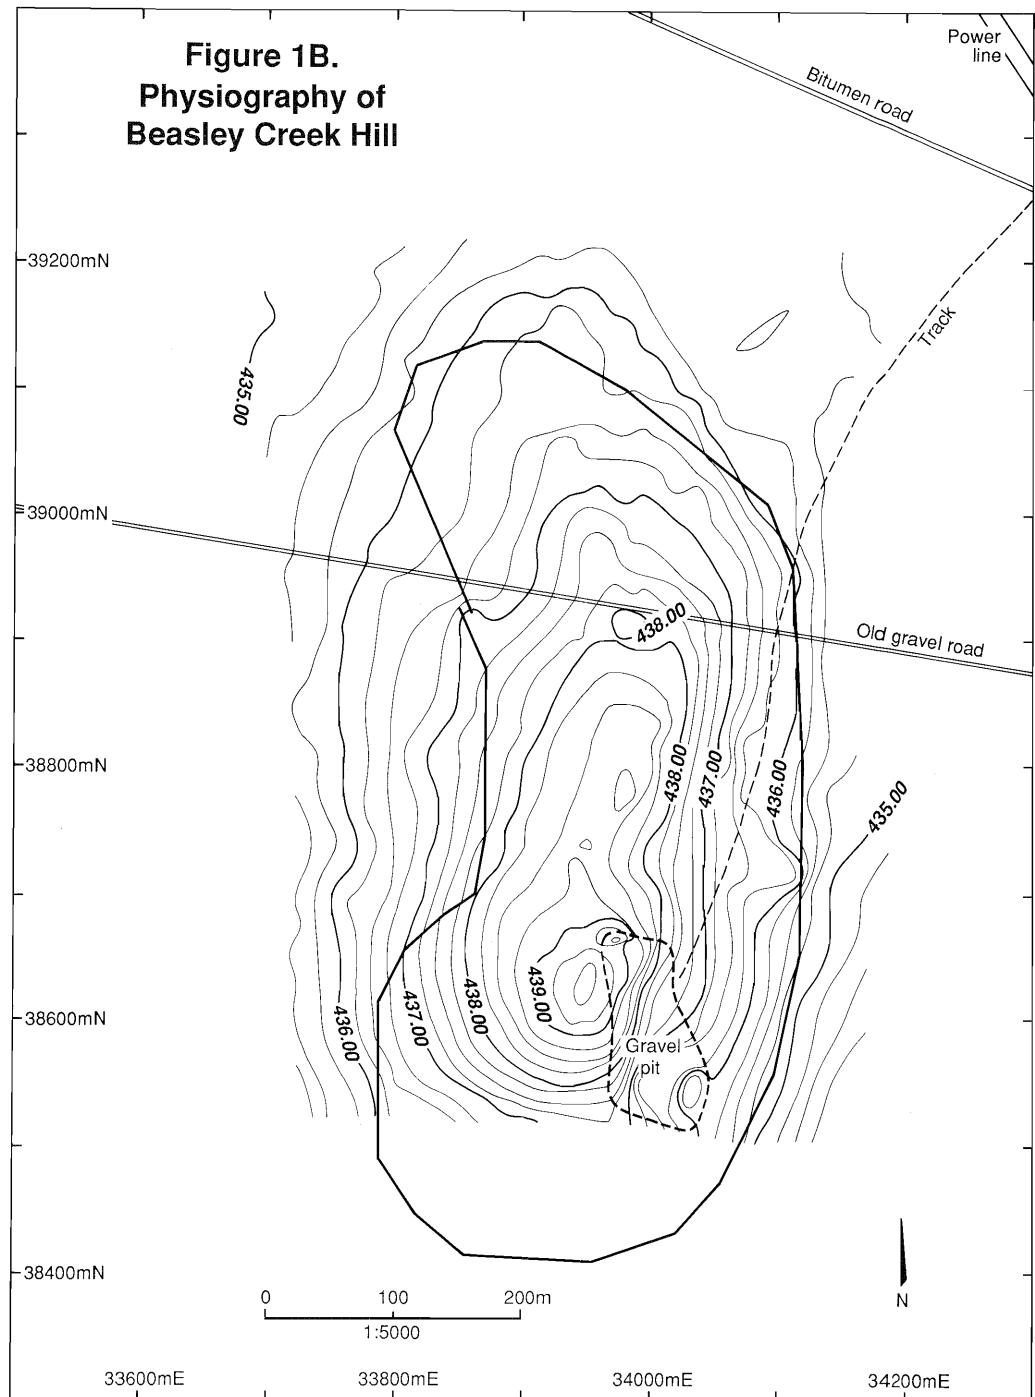 Figure 1B.
Physiography of
Beasley Creek Hill
Power
line
Bitumen road
39200mN
Track
435.00
39000mN
438.00
Old gravel road
38800mN
438.00
437.00
436.00
435.00
439.00
438.00
437.00
436.00
38600mN
Gravel
pit
38400mN
0 100 200m
1:5000
N
33600mE 33800mE 34000mE 34200mE